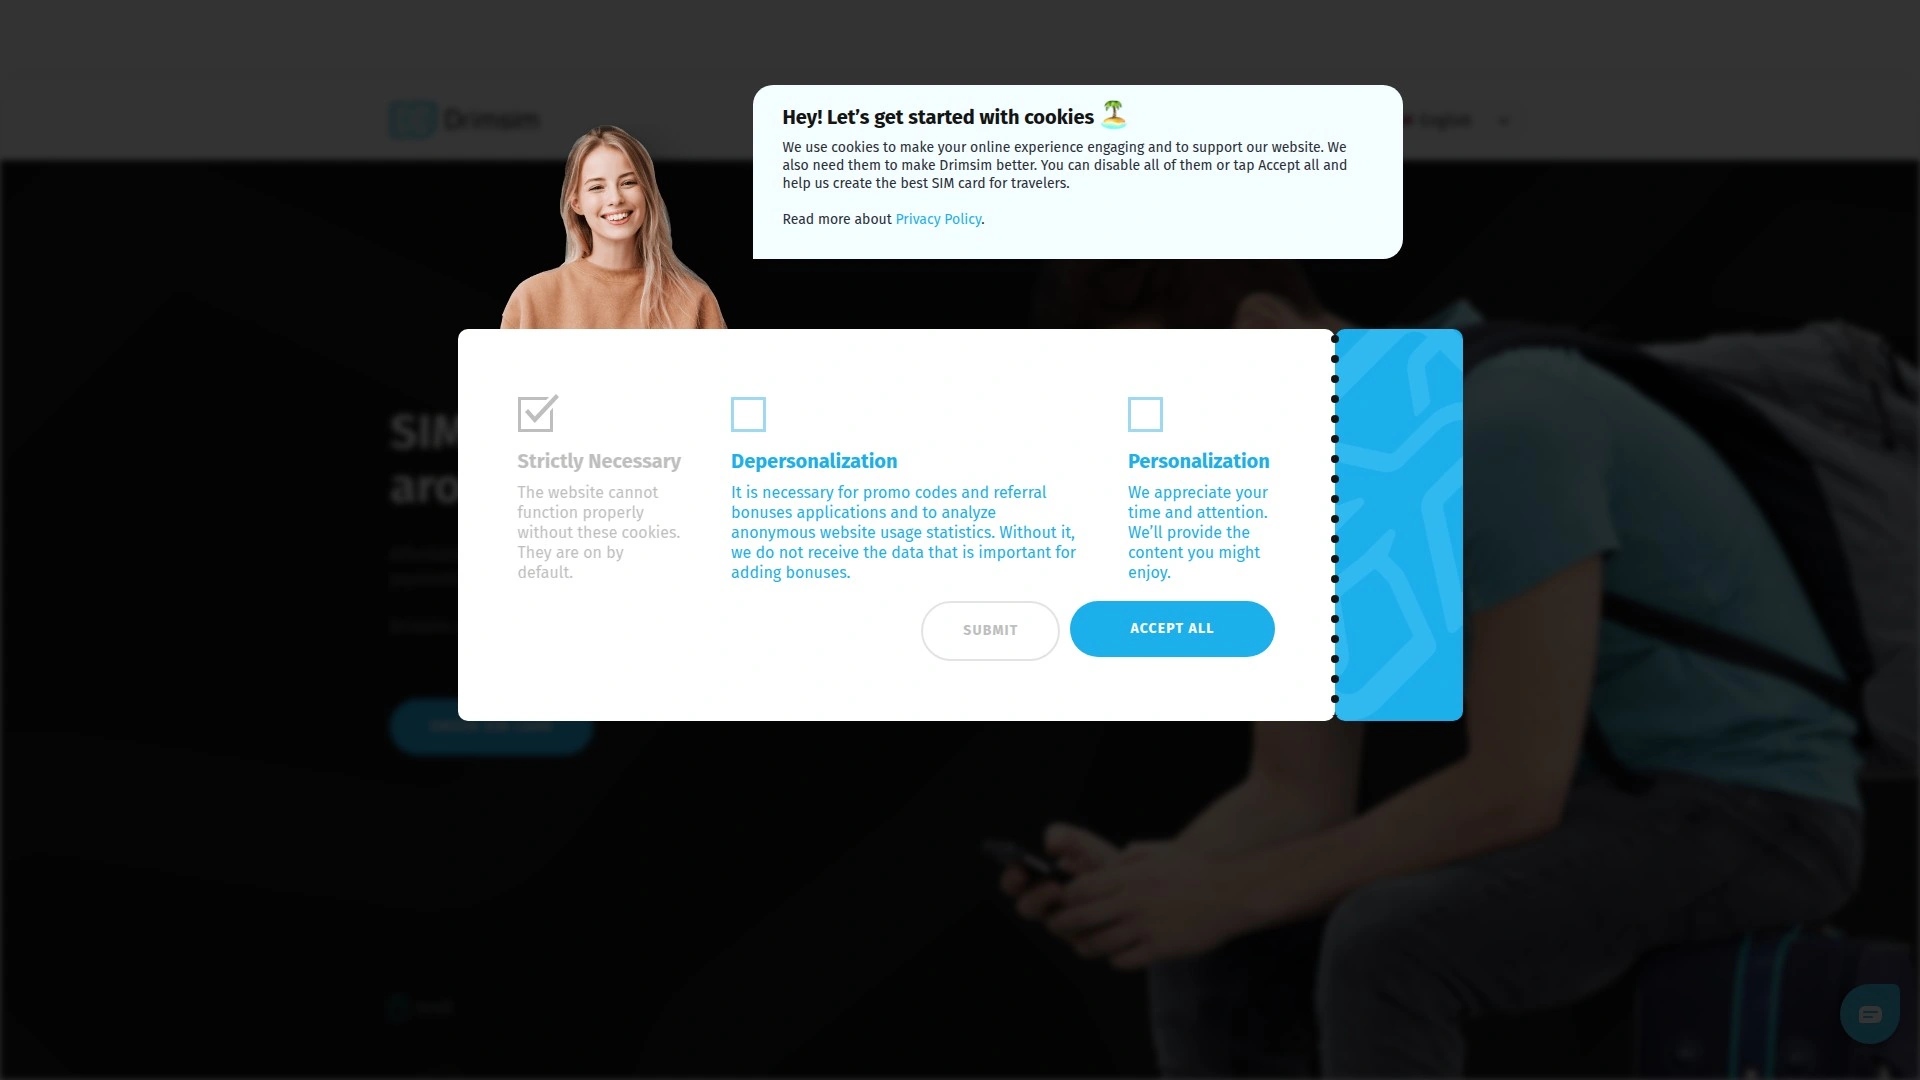 Drimsim
English
Hey! Let’s get started with cookies 🏝️
We use cookies to make your online experience engaging and to support our website. We
also need them to make Drimsim better. You can disable all of them or tap Accept all and
help us create the best SIM card for travelers.
Read more about Privacy Policy.
Strictly Necessary
The website cannot
function properly
without these cookies.
They are on by
default.
Depersonalization
It is necessary for promo codes and referral
bonuses applications and to analyze
anonymous website usage statistics. Without it,
we do not receive the data that is important for
adding bonuses.
Personalization
We appreciate your
time and attention.
We’ll provide the
content you might
enjoy.
SUBMIT
ACCEPT ALL
SIM
aro